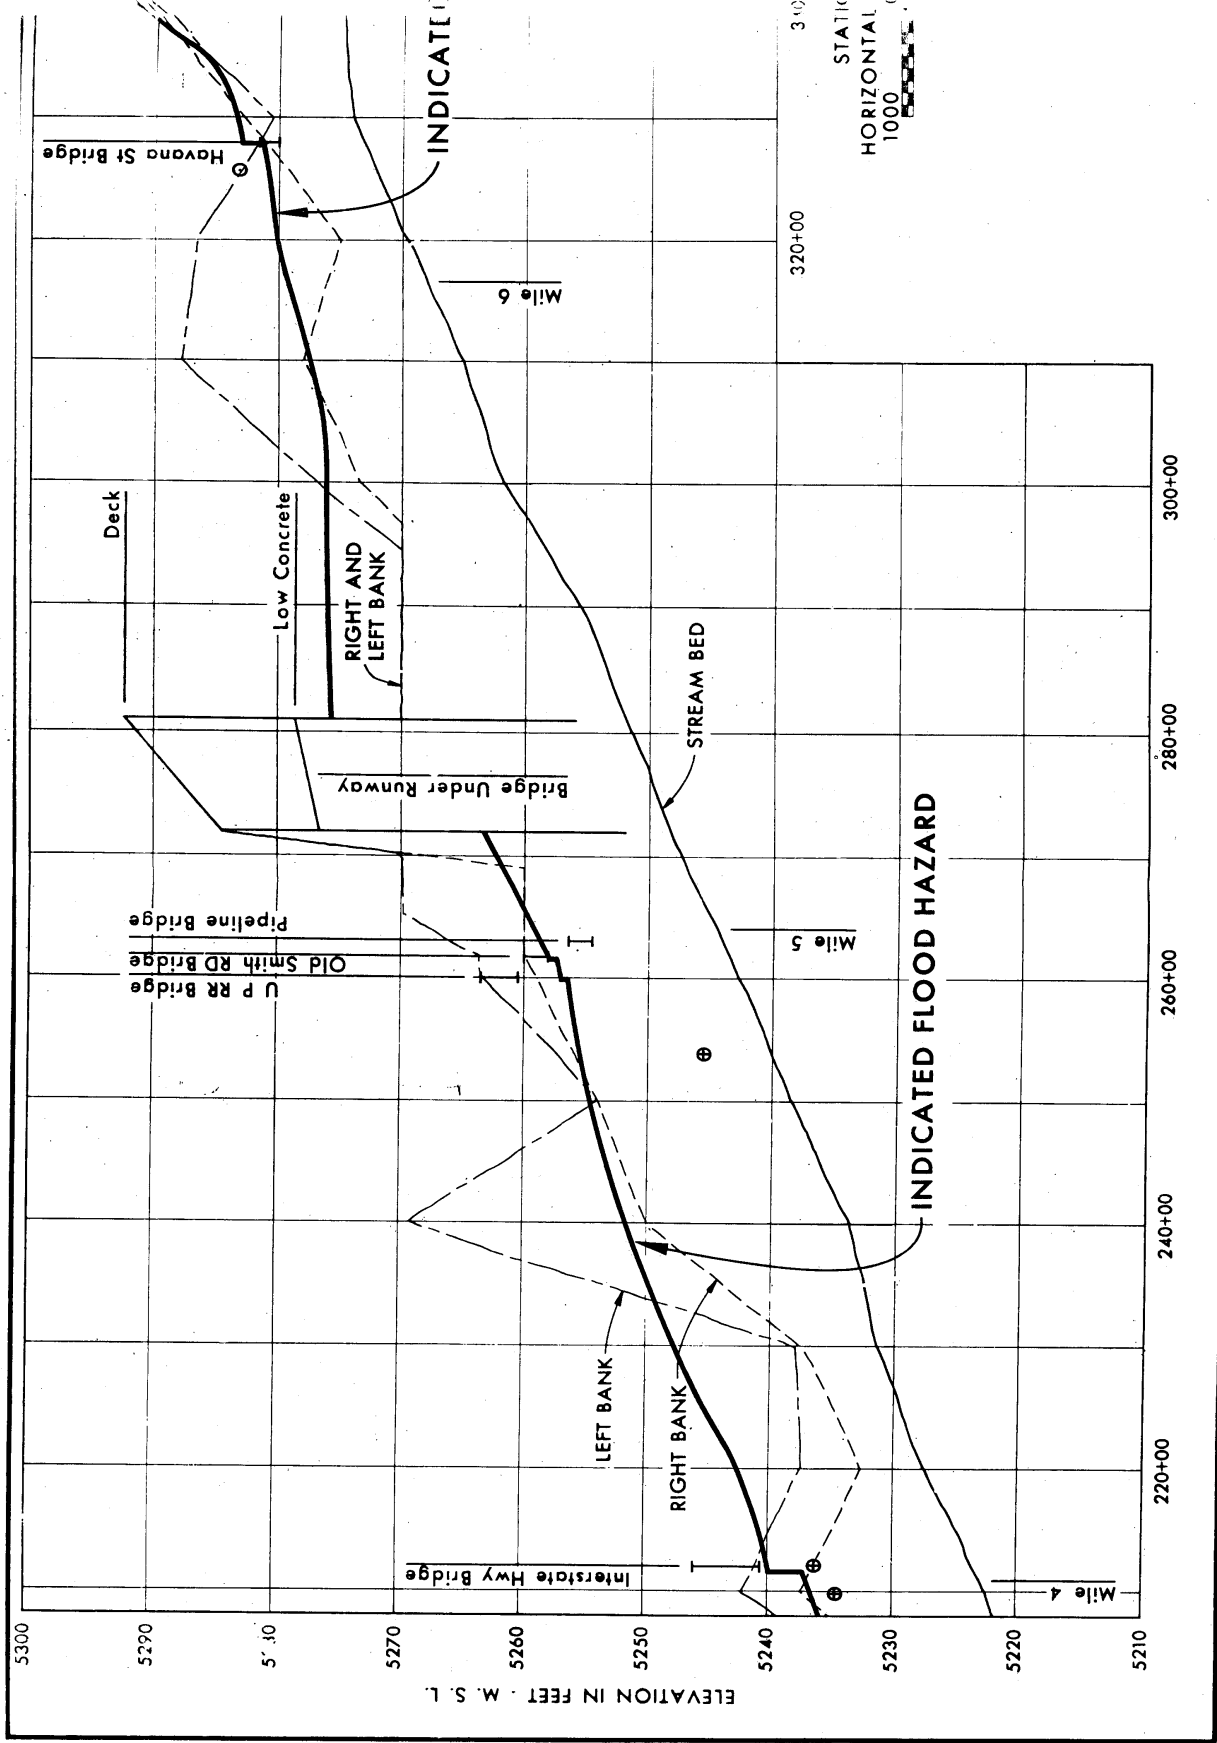 ELEVATION IN FEET - M. S. L.
5300
5290
5270
5260
5250
5240
5230
5220
5210
220+00
240+00
260+00
280+00
300+00
320+00
Mile 4
Mile 5
Mile 6
Interstate Hwy Bridge
LEFT BANK
RIGHT BANK
INDICATED FLOOD HAZARD
U P RR Bridge
Old Smith RD Bridge
Pipeline Bridge
Bridge Under Runway
STREAM BED
RIGHT AND
LEFT BANK
Low Concrete
Deck
Havana St Bridge
HORIZONTAL
1000